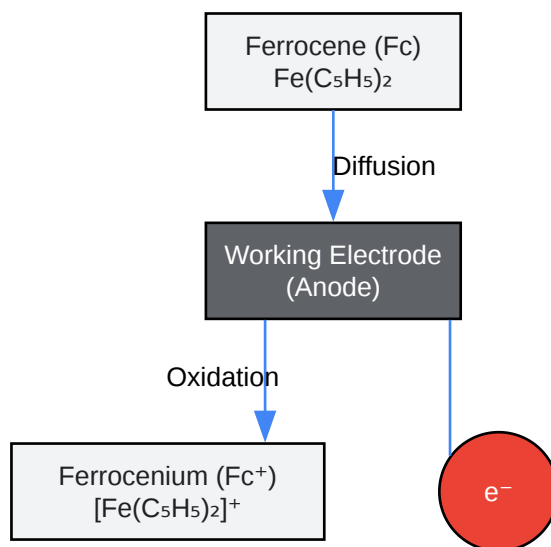 Ferrocene (Fc)
Fe(C₅H₅)₂
Diffusion
Working Electrode
(Anode)
Oxidation
Ferrocenium (Fc⁺)
[Fe(C₅H₅)₂]⁺
e⁻